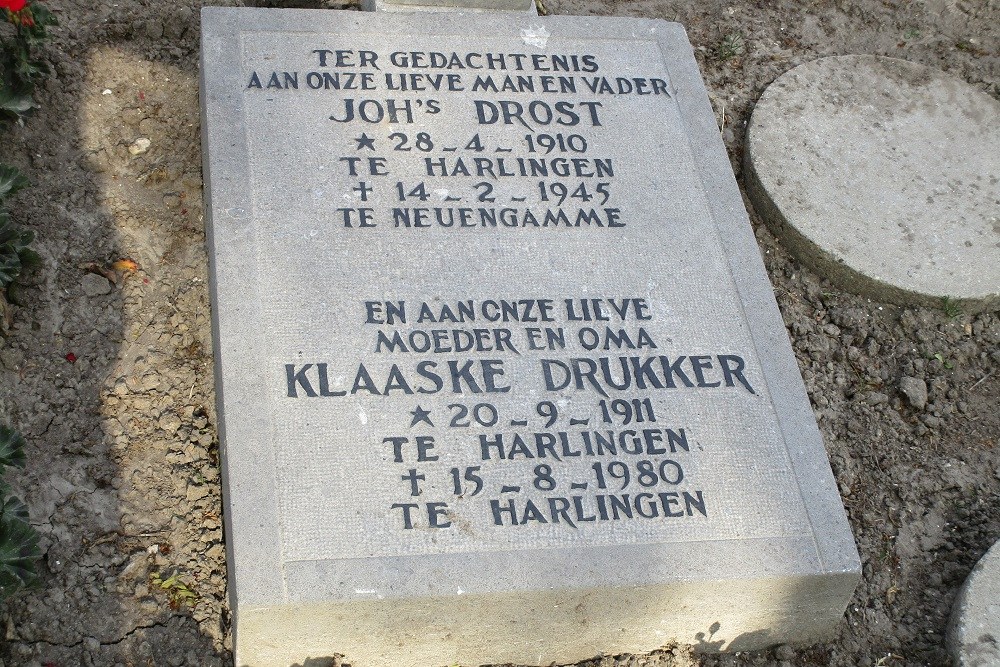 TER GEDACHTENIS
AAN ONZE LIEVE MAN EN VADER
JOH'S DROST
★ 28-4-1910
TE HARLINGEN
✝ 14-2-1945
TE NEUENGAMME
EN AAN ONZE LIEVE
MOEDER EN OMA
KLAASKE DRUKKER
★ 20-9-1911
TE HARLINGEN
✝ 15-8-1980
TE HARLINGEN